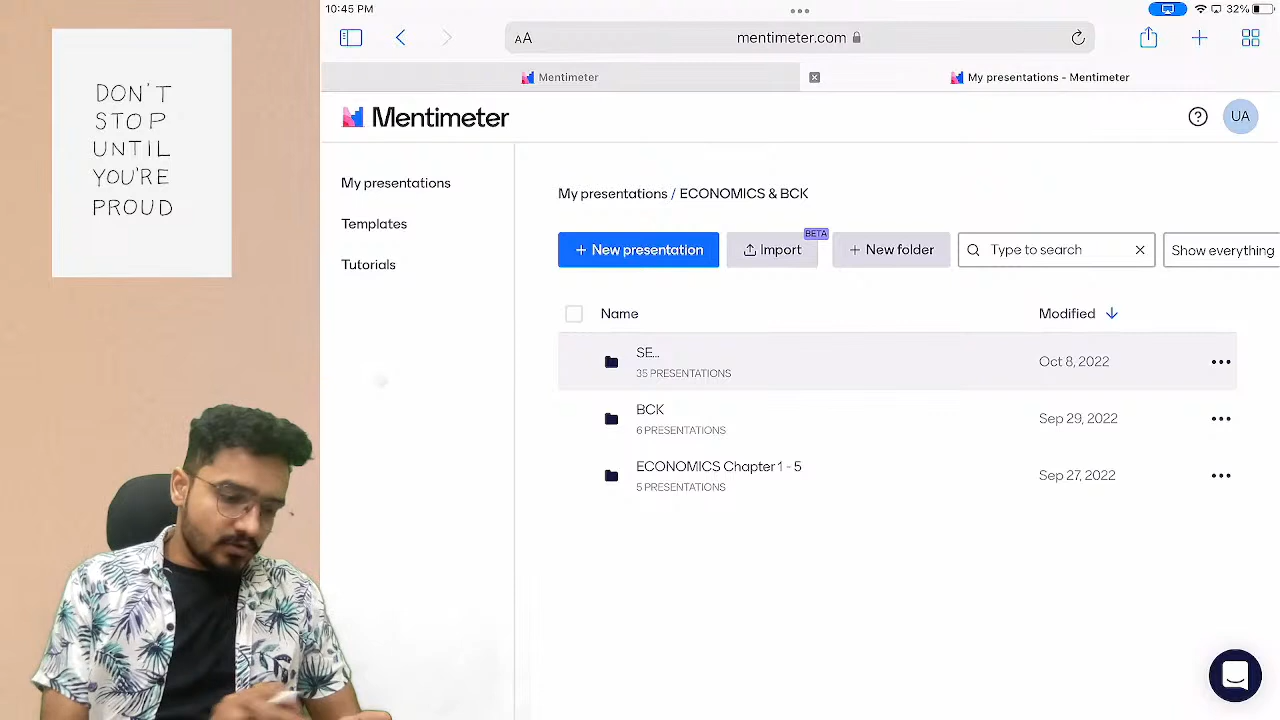 DON'T
STOP
UNTIL
YOU'RE
PROUD
10:45 PM
32%
AA
mentimeter.com
Mentimeter
My presentations - Mentimeter
Mentimeter
UA
My presentations
Templates
Tutorials
My presentations / ECONOMICS & BCK
+ New presentation
Import
BETA
+ New folder
Type to search
Show everything
Name
Modified
SE...
35 PRESENTATIONS
Oct 8, 2022
BCK
6 PRESENTATIONS
Sep 29, 2022
ECONOMICS Chapter 1 - 5
5 PRESENTATIONS
Sep 27, 2022